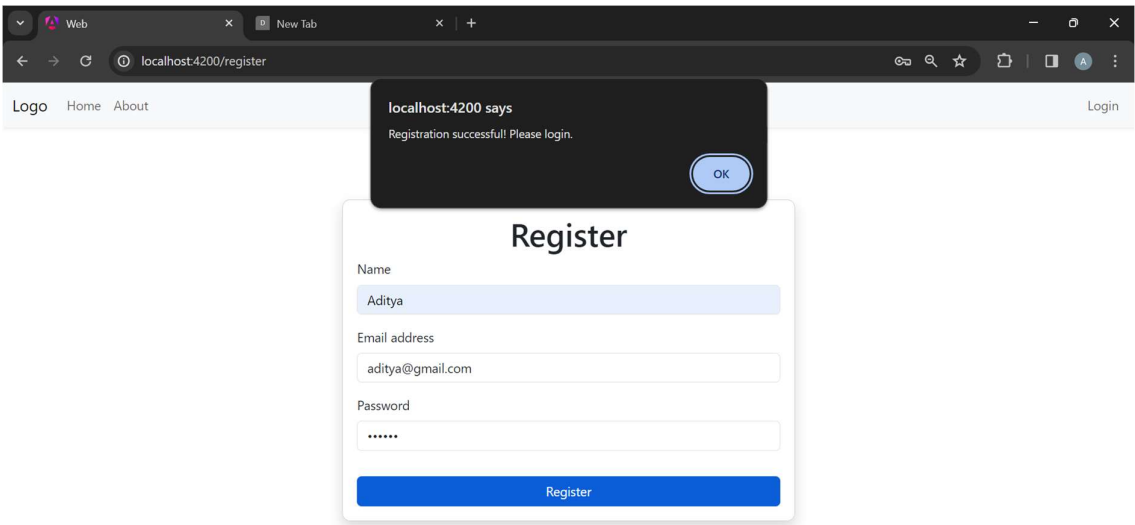 Web
New Tab
localhost:4200/register
A
Logo Home About
Login
localhost:4200 says
Registration successful! Please login.
OK
Register
Name
Aditya
Email address
aditya@gmail.com
Password
••••••
Register